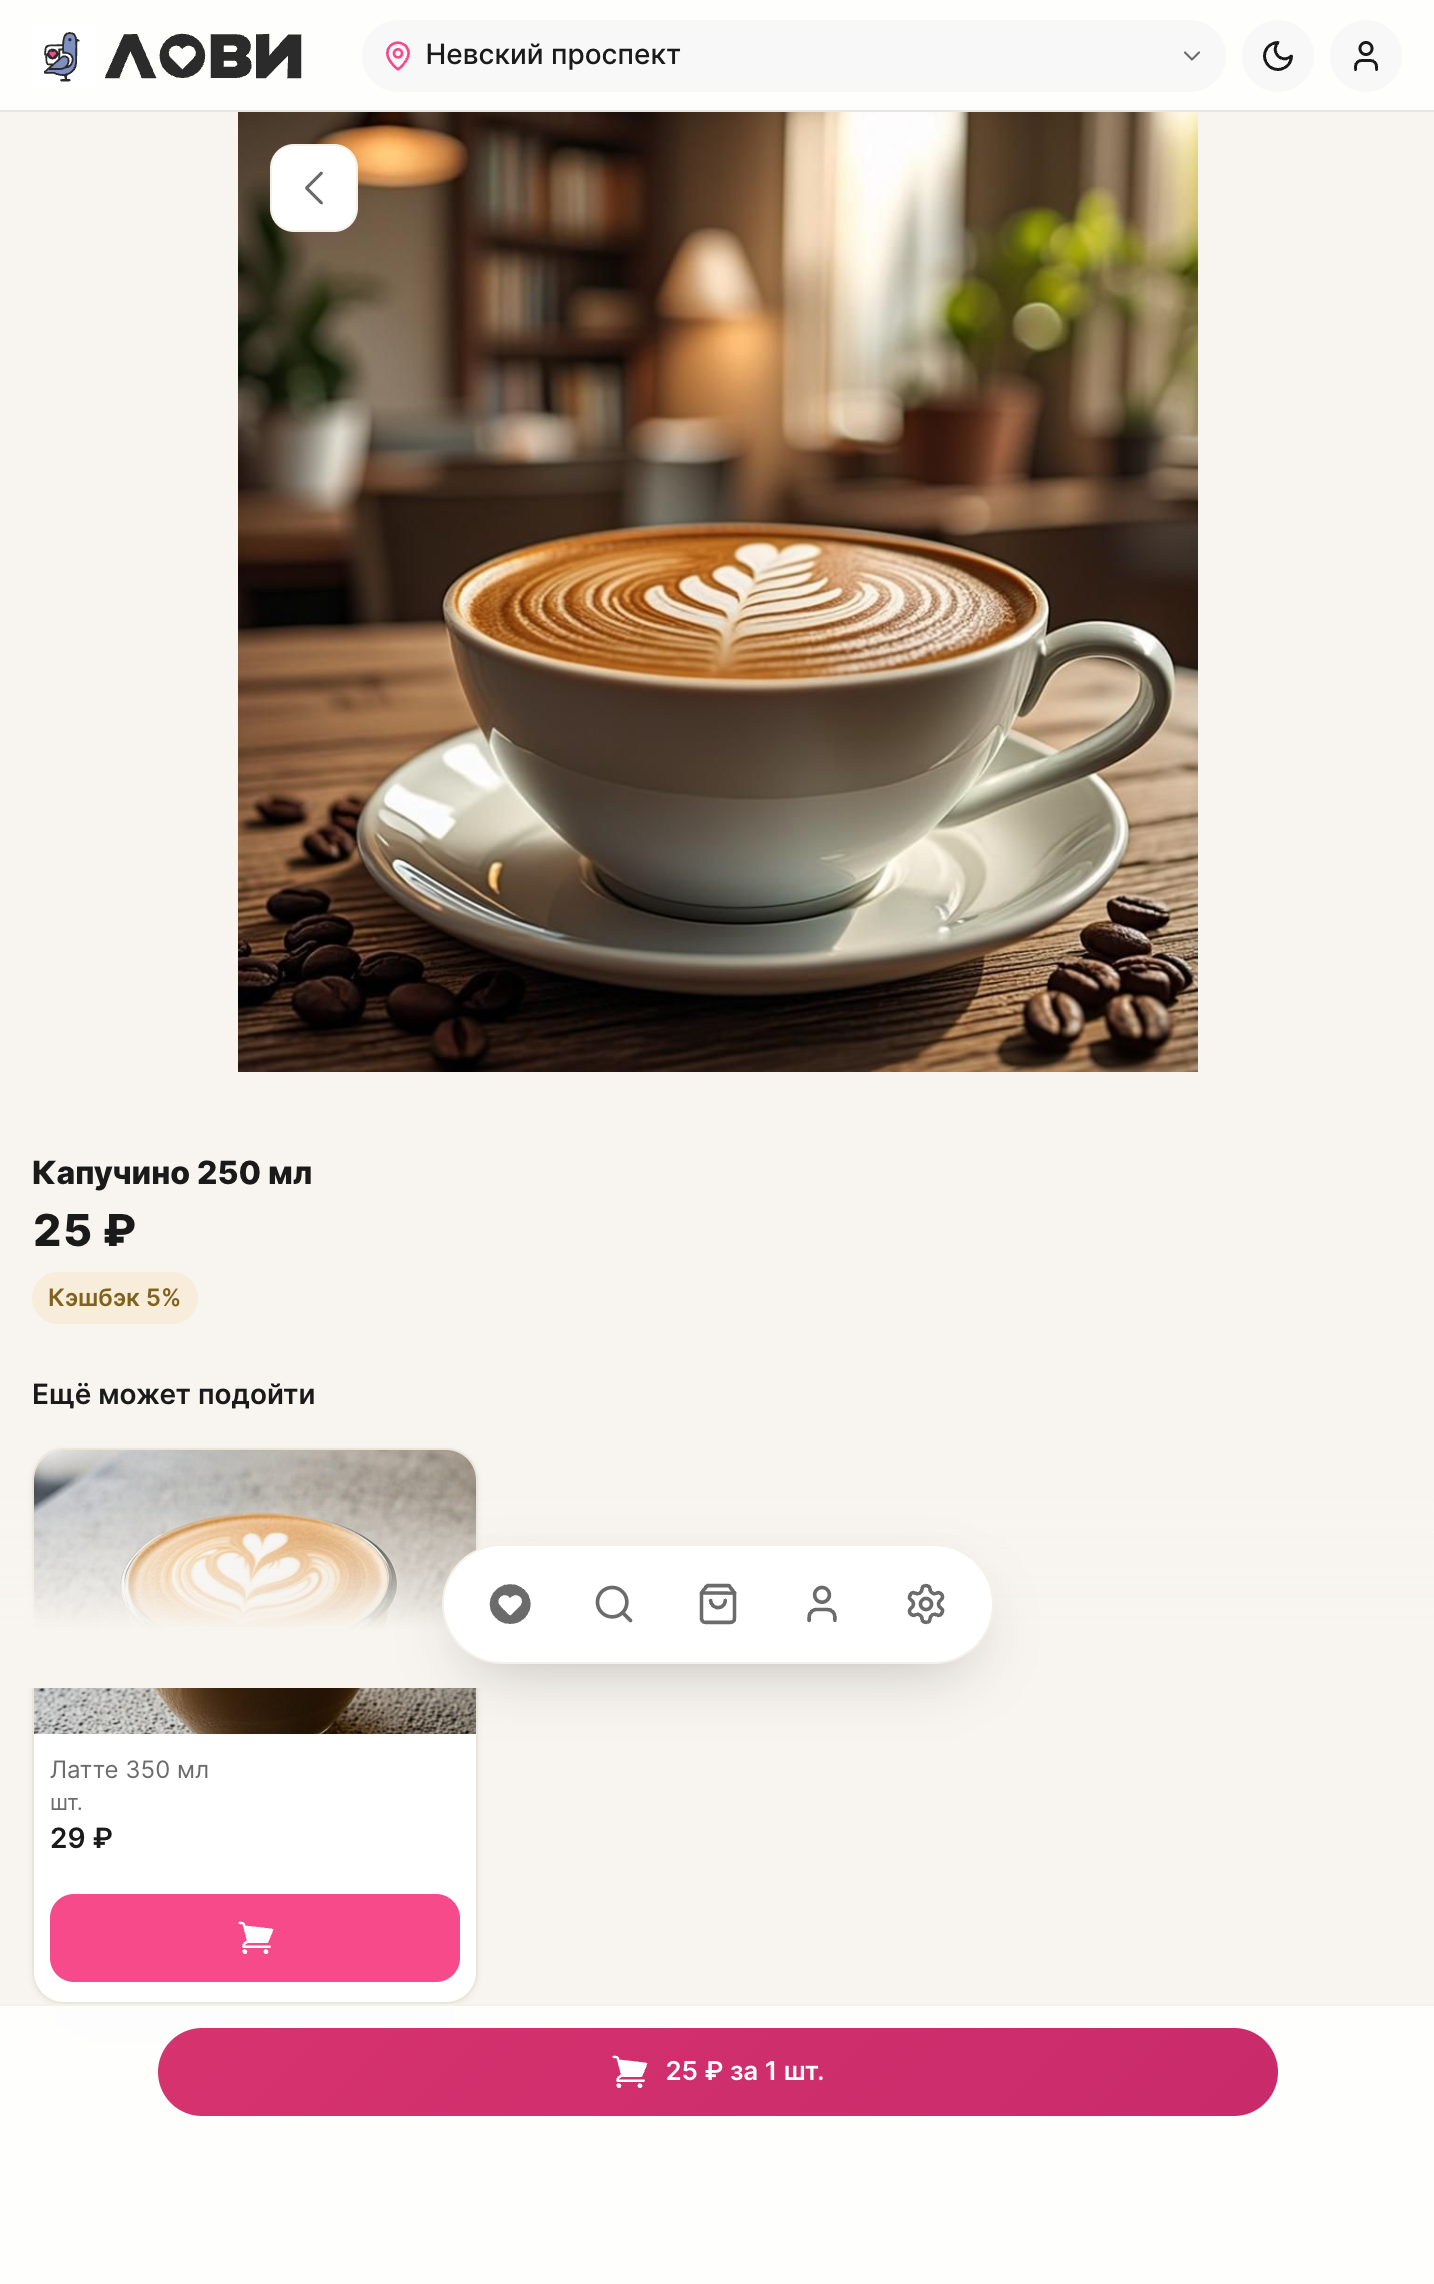 ЛОВИ
Невский проспект
Капучино 250 мл
25 ₽
Кэшбэк 5%
Ещё может подойти
Латте 350 мл
шт.
29 ₽
25 ₽ за 1 шт.